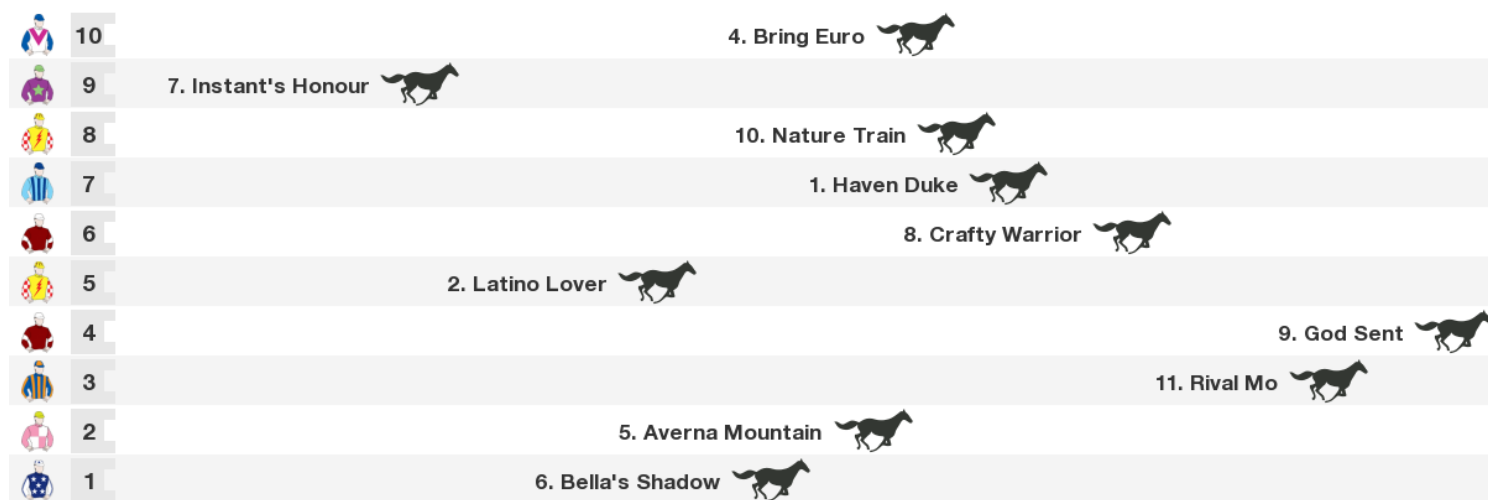 10 4. Bring Euro
9 7. Instant's Honour
8 10. Nature Train
7 1. Haven Duke
6 8. Crafty Warrior
5 2. Latino Lover
4 9. God Sent
3 11. Rival Mo
2 5. Averna Mountain
1 6. Bella's Shadow